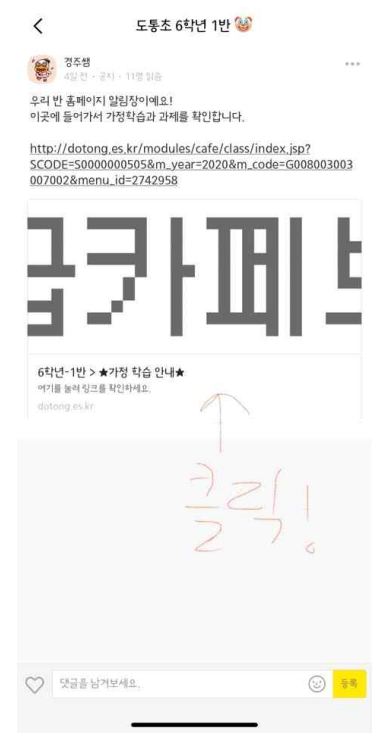 도통초 6학년 1반
경주쌤
4일 전 · 공지 · 11명 읽음
우리 반 홈페이지 알림장이예요!
이곳에 들어가서 가정학습과 과제를 확인합니다.
http://dotong.es.kr/modules/cafe/class/index.jsp?
SCODE=S0000000505&m_year=2020&m_code=G008003003
007002&menu_id=2742958
급카페
6학년-1반 > ★가정 학습 안내★
여기를 눌러 링크를 확인하세요.
dotong.es.kr
클릭!
댓글을 남겨보세요.
등록